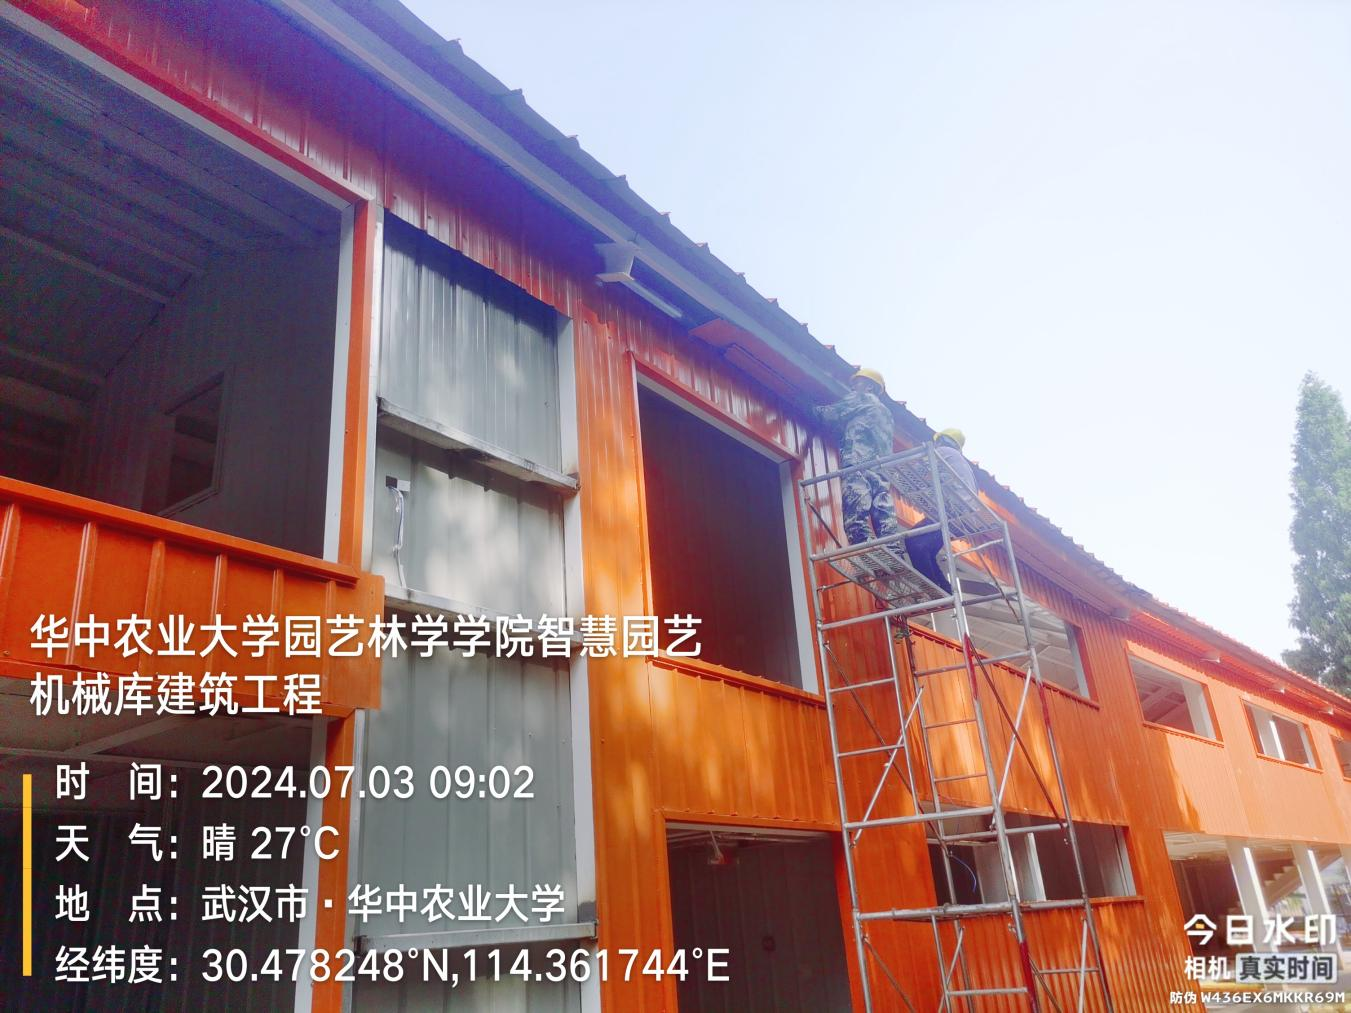 华中农业大学园艺林学学院智慧园艺
机械库建筑工程
时 间：2024.07.03 09:02
天 气：晴 27°C
地 点：武汉市·华中农业大学
经纬度：30.478248°N,114.361744°E
今日水印
相机 真实时间
防伪 W436EX6MKKR69M